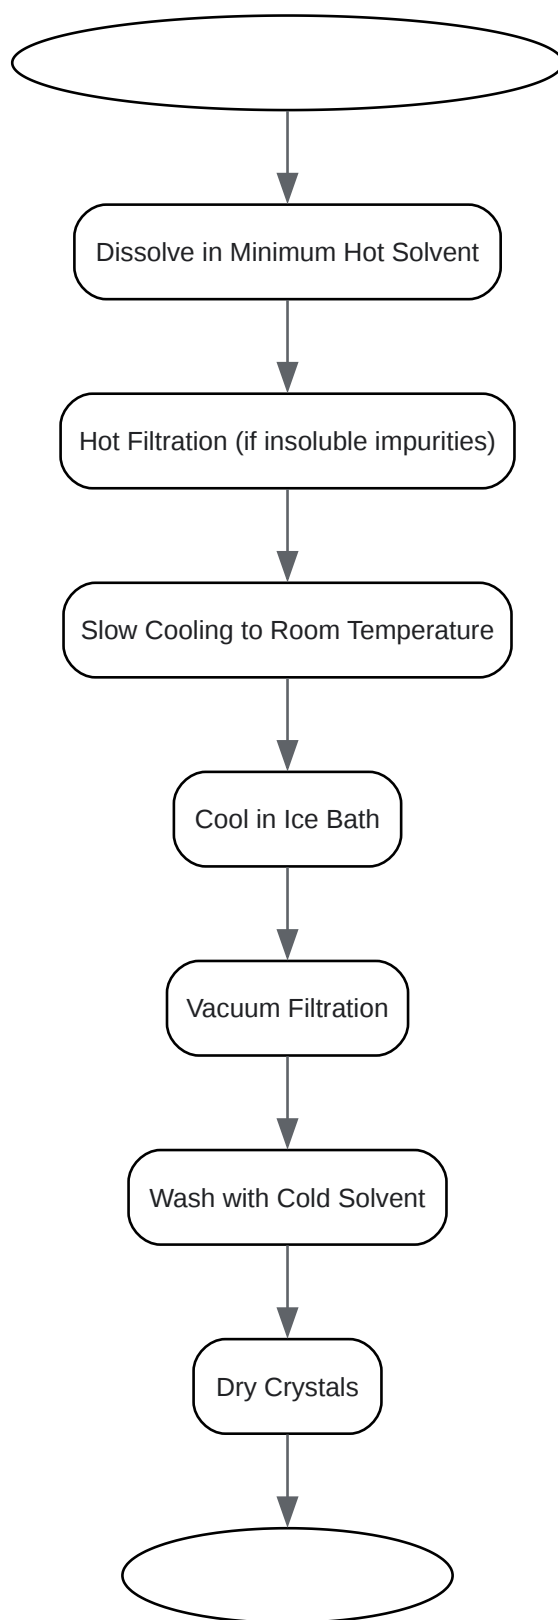 Dissolve in Minimum Hot Solvent
Hot Filtration (if insoluble impurities)
Slow Cooling to Room Temperature
Cool in Ice Bath
Vacuum Filtration
Wash with Cold Solvent
Dry Crystals